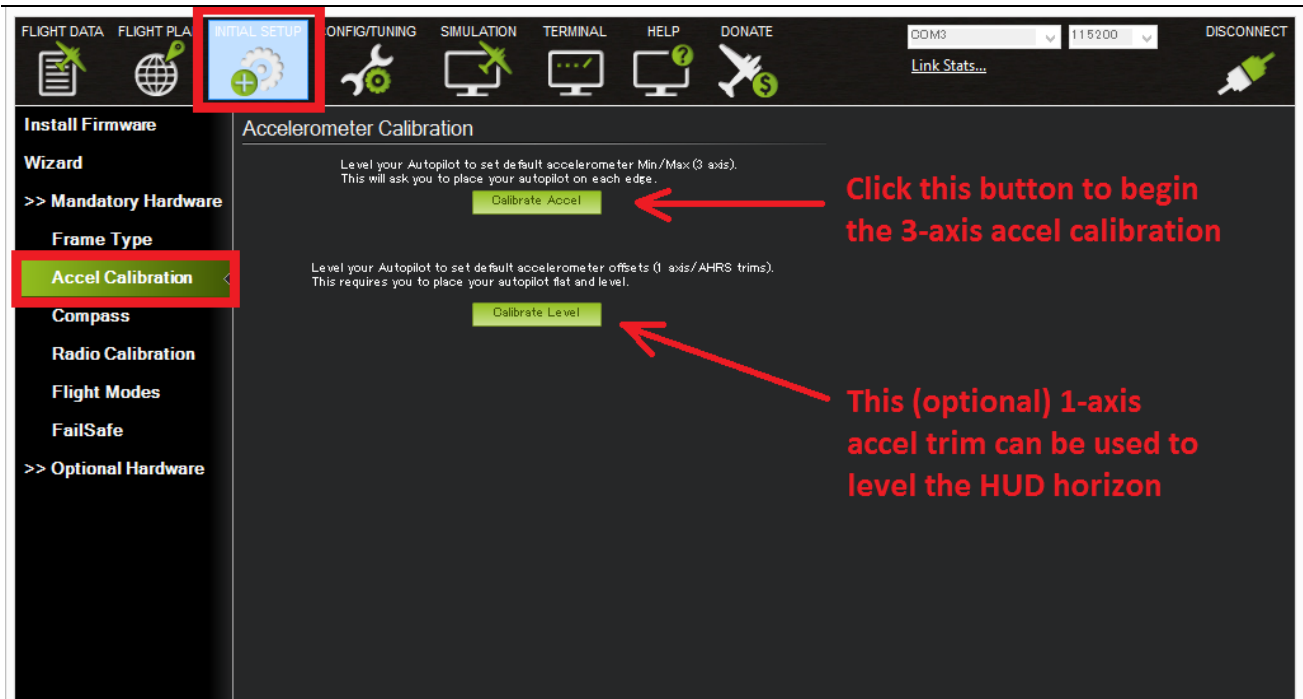 FLIGHT DATA FLIGHT PLA INITIAL SETUP CONFIG/TUNING SIMULATION TERMINAL HELP DONATE COM3 115200 DISCONNECT
Link Stats...
Install Firmware
Wizard
>> Mandatory Hardware
Frame Type
Accel Calibration
Compass
Radio Calibration
Flight Modes
FailSafe
>> Optional Hardware
Accelerometer Calibration
Level your Autopilot to set default accelerometer Min/Max (3 axis).
This will ask you to place your autopilot on each edge.
Calibrate Accel
Click this button to begin
the 3-axis accel calibration
Level your Autopilot to set default accelerometer offsets (1 axis/AHRS trims).
This requires you to place your autopilot flat and level.
Calibrate Level
This (optional) 1-axis
accel trim can be used to
level the HUD horizon